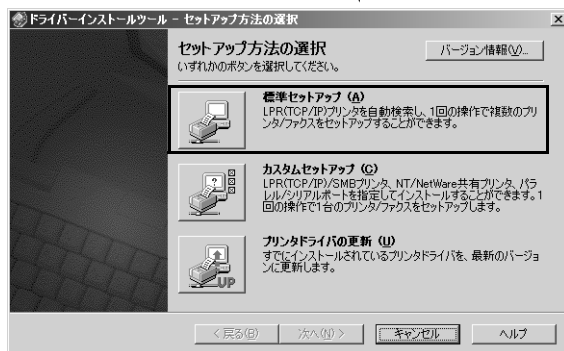 ドライバーインストールツール - セットアップ方法の選択
セットアップ方法の選択
いずれかのボタンを選択してください。
バージョン情報(V)...
標準セットアップ (A)
LPR(TCP/IP)プリンタを自動検索し、1回の操作で複数のプリ
ンタ/ファクスをセットアップすることができます。
カスタムセットアップ (C)
LPR(TCP/IP)/SMBプリンタ、NT/NetWare共有プリンタ、パラ
レル/シリアルポートを指定してインストールすることができます。1
回の操作で1台のプリンタ/ファクスをセットアップします。
プリンタドライバの更新 (U)
すでにインストールされているプリンタドライバを、最新のバージョ
ンに更新します。
UP
< 戻る(B)
次へ(N) >
キャンセル
ヘルプ